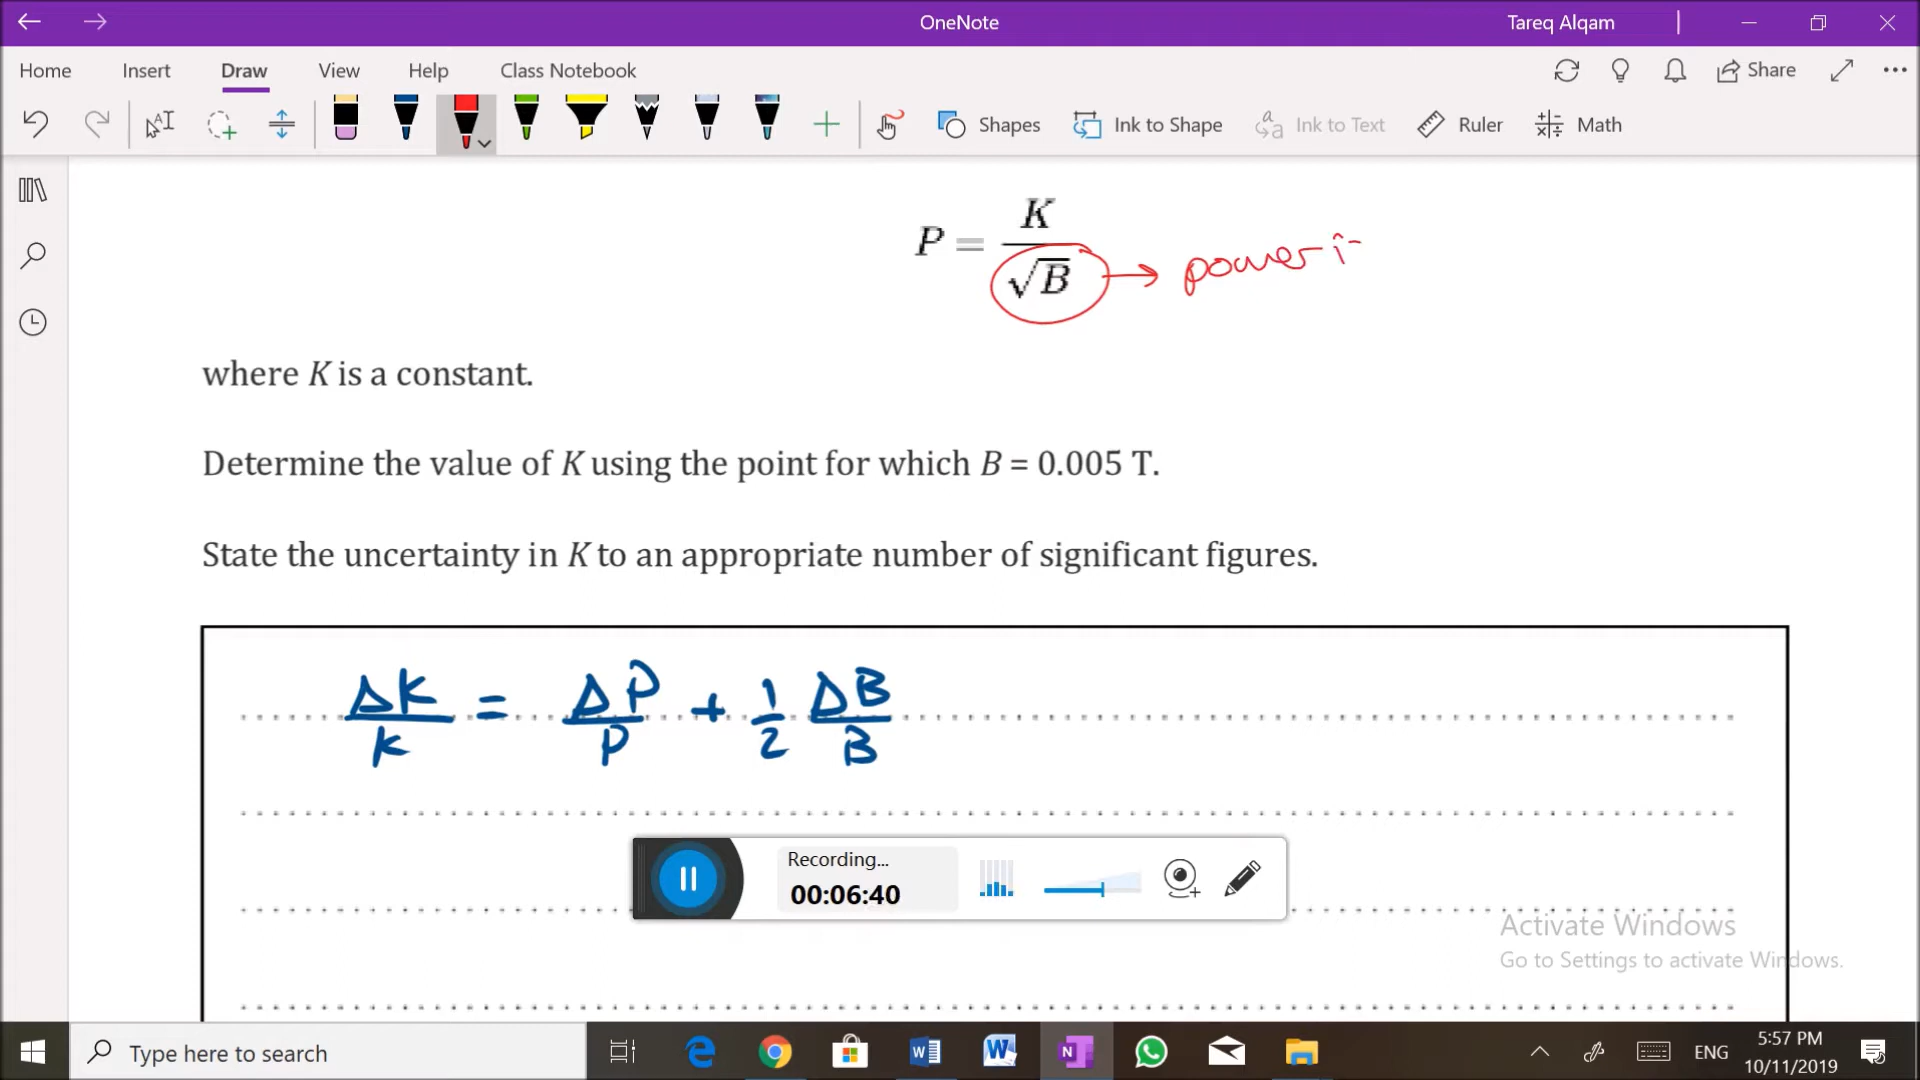 OneNote
Tareq Alqam
Home Insert Draw View Help Class Notebook Share
Shapes Ink to Shape Ink to Text Ruler Math
P = K / √B → power i
where K is a constant.
Determine the value of K using the point for which B = 0.005 T.
State the uncertainty in K to an appropriate number of significant figures.
ΔK/K = ΔP/P + 1/2 ΔB/B
Recording...
00:06:40
Activate Windows
Go to Settings to activate Windows.
Type here to search
ENG
5:57 PM
10/11/2019